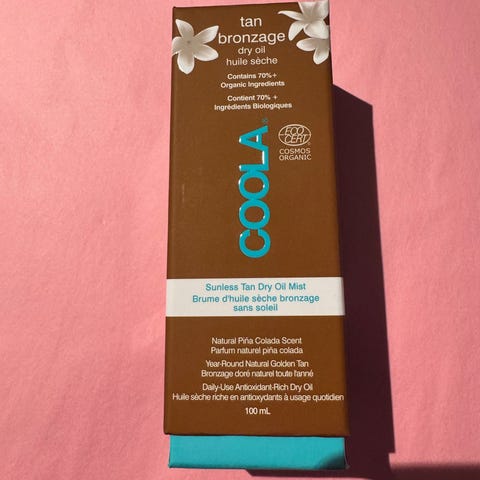 tan
bronzage
dry oil
huile sèche
Contains 70%+
Organic Ingredients
Contient 70% +
Ingrédients Biologiques
COOLA
ECO
CERT
COSMOS
ORGANIC
Sunless Tan Dry Oil Mist
Brume d'huile sèche bronzage
sans soleil
Natural Piña Colada Scent
Parfum naturel piña colada
Year-Round Natural Golden Tan
Bronzage doré naturel toute l'anné
Daily-Use Antioxidant-Rich Dry Oil
Huile sèche riche en antioxydants à usage quotidien
100 mL